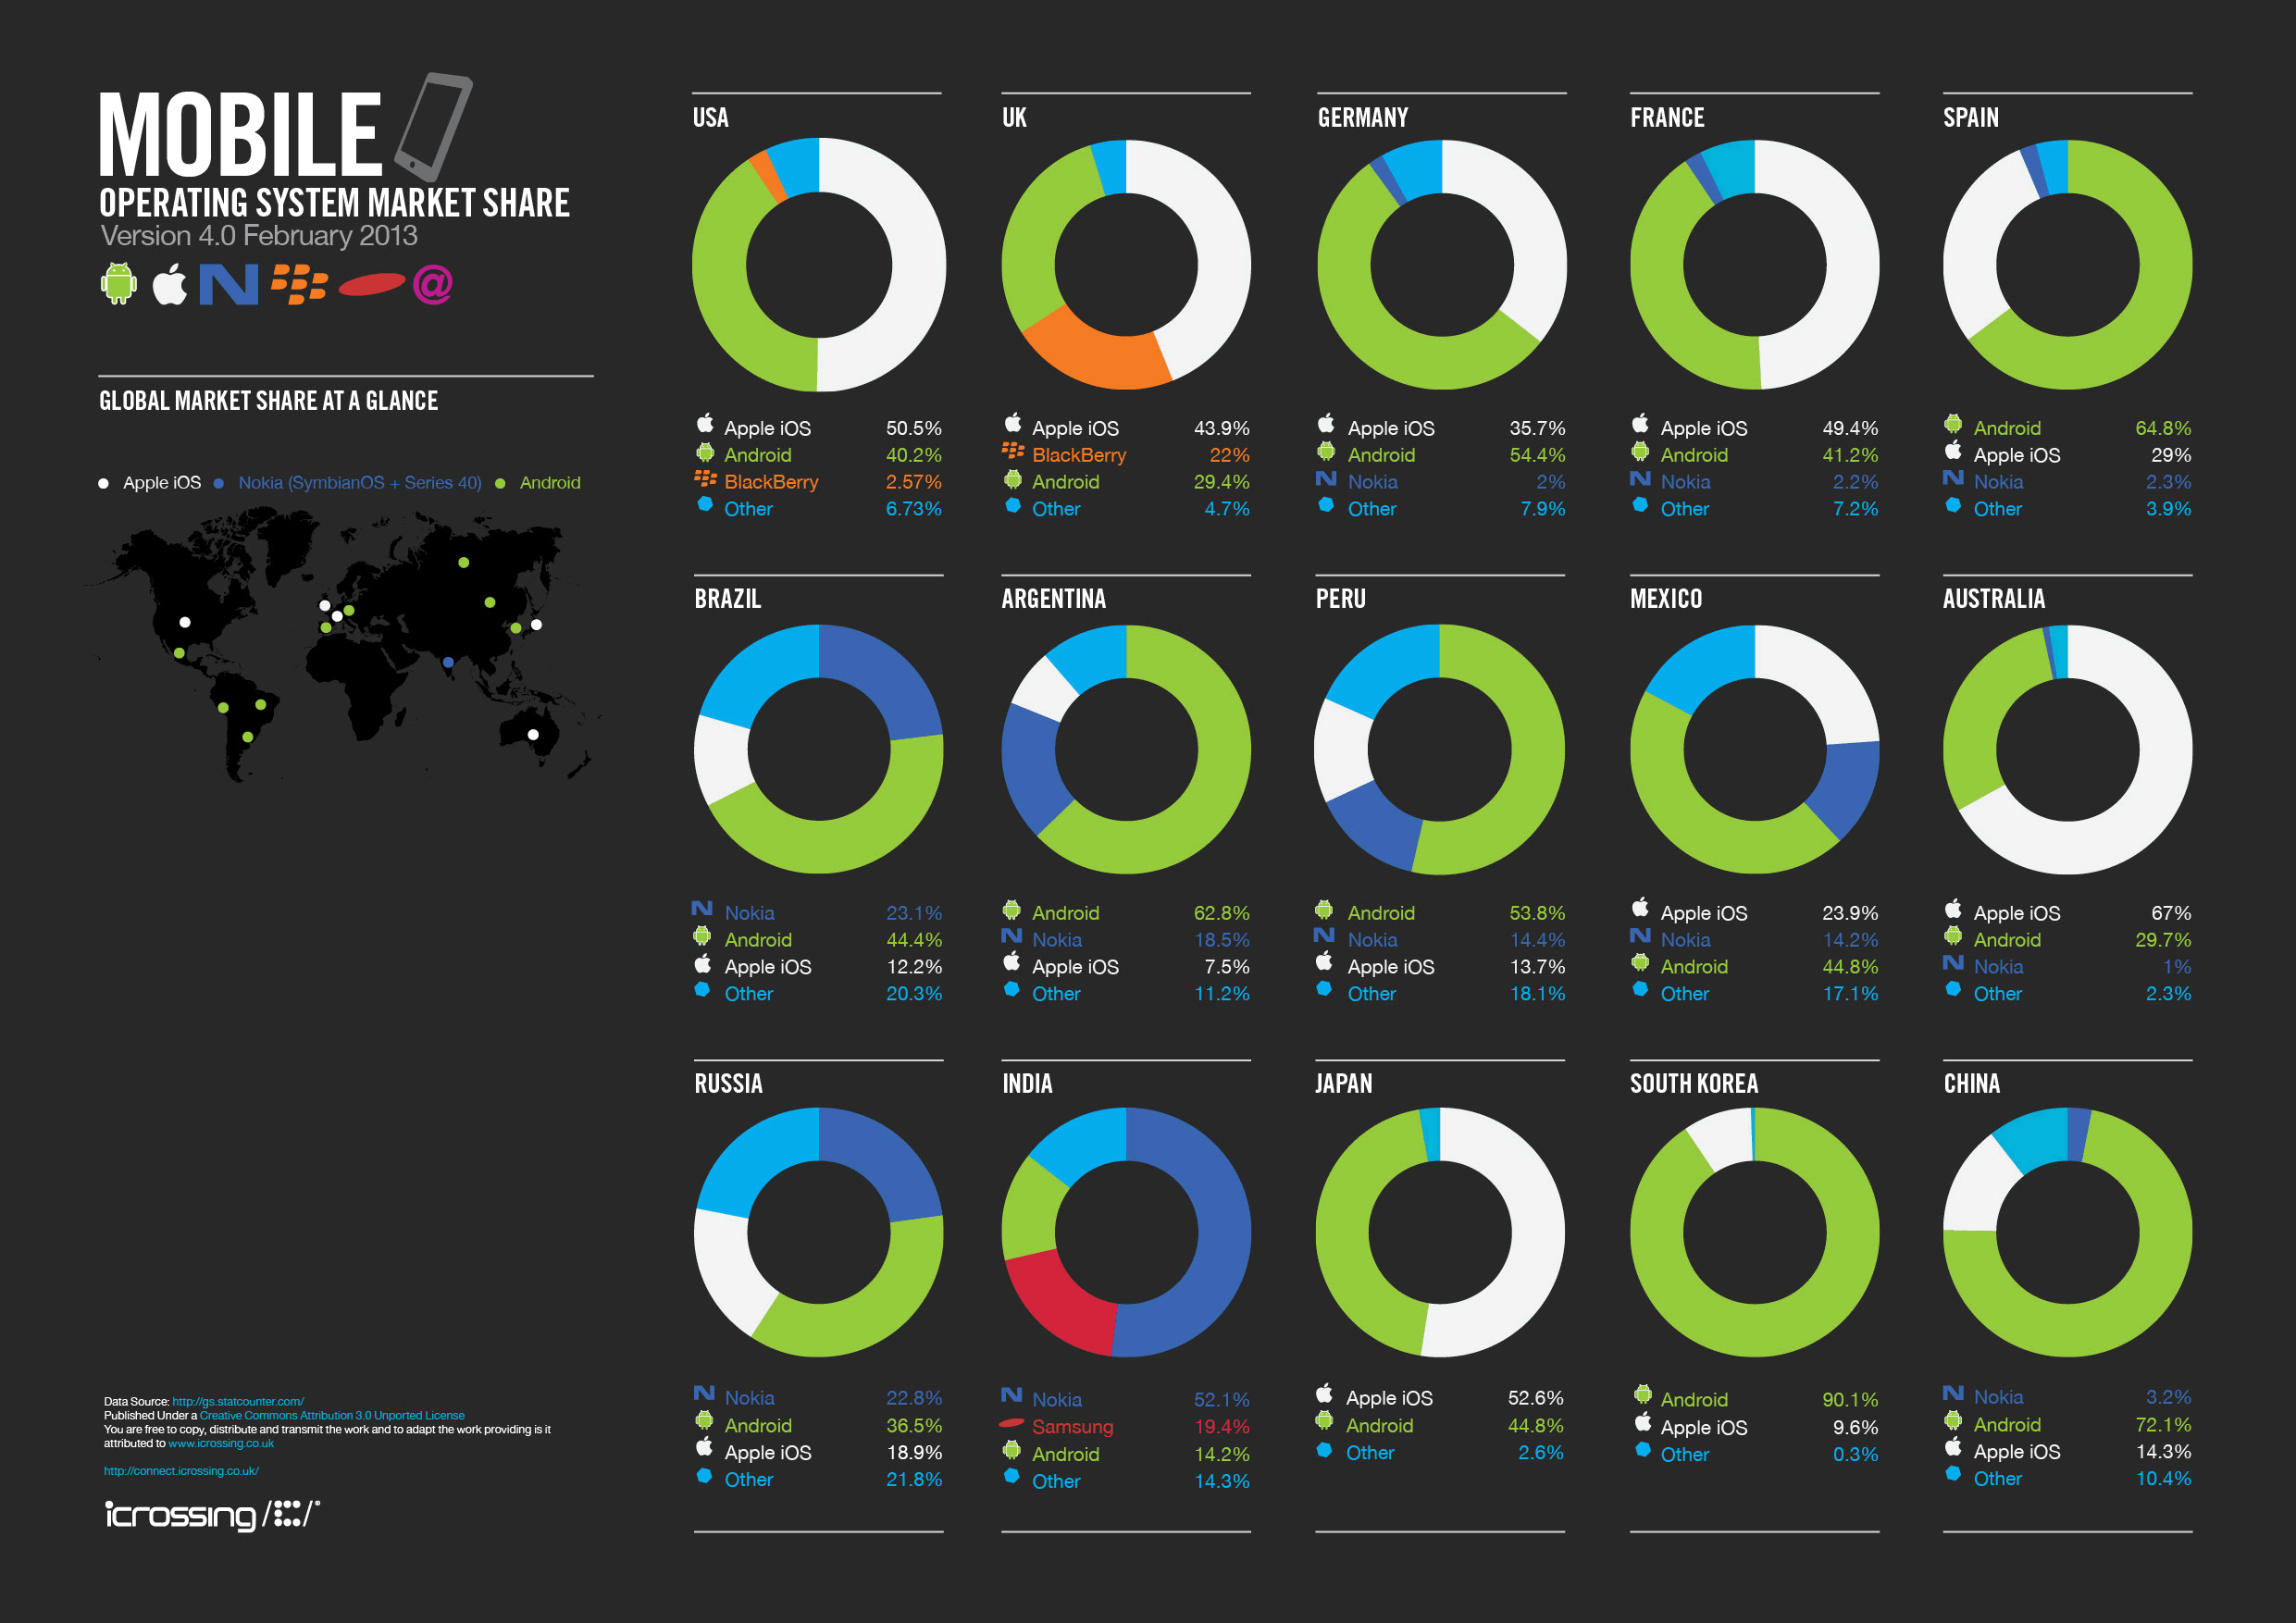 MOBILE
OPERATING SYSTEM MARKET SHARE
Version 4.0 February 2013
@
GLOBAL MARKET SHARE AT A GLANCE
Apple iOS Nokia (SymbianOS + Series 40) Android
USA
Apple iOS 50.5%
Android 40.2%
BlackBerry 2.57%
Other 6.73%
UK
Apple iOS 43.9%
BlackBerry 22%
Android 29.4%
Other 4.7%
GERMANY
Apple iOS 35.7%
Android 54.4%
Nokia 2%
Other 7.9%
FRANCE
Apple iOS 49.4%
Android 41.2%
Nokia 2.2%
Other 7.2%
SPAIN
Android 64.8%
Apple iOS 29%
Nokia 2.3%
Other 3.9%
BRAZIL
Nokia 23.1%
Android 44.4%
Apple iOS 12.2%
Other 20.3%
ARGENTINA
Android 62.8%
Nokia 18.5%
Apple iOS 7.5%
Other 11.2%
PERU
Android 53.8%
Nokia 14.4%
Apple iOS 13.7%
Other 18.1%
MEXICO
Apple iOS 23.9%
Nokia 14.2%
Android 44.8%
Other 17.1%
AUSTRALIA
Apple iOS 67%
Android 29.7%
Nokia 1%
Other 2.3%
RUSSIA
Nokia 22.8%
Android 36.5%
Apple iOS 18.9%
Other 21.8%
INDIA
Nokia 52.1%
Samsung 19.4%
Android 14.2%
Other 14.3%
JAPAN
Apple iOS 52.6%
Android 44.8%
Other 2.6%
SOUTH KOREA
Android 90.1%
Apple iOS 9.6%
Other 0.3%
CHINA
Nokia 3.2%
Android 72.1%
Apple iOS 14.3%
Other 10.4%
Data Source: http://gs.statcounter.com/
Published Under a Creative Commons Attribution 3.0 Unported License
You are free to copy, distribute and transmit the work and to adapt the work providing is it
attributed to www.icrossing.co.uk
http://connect.icrossing.co.uk/
icrossing